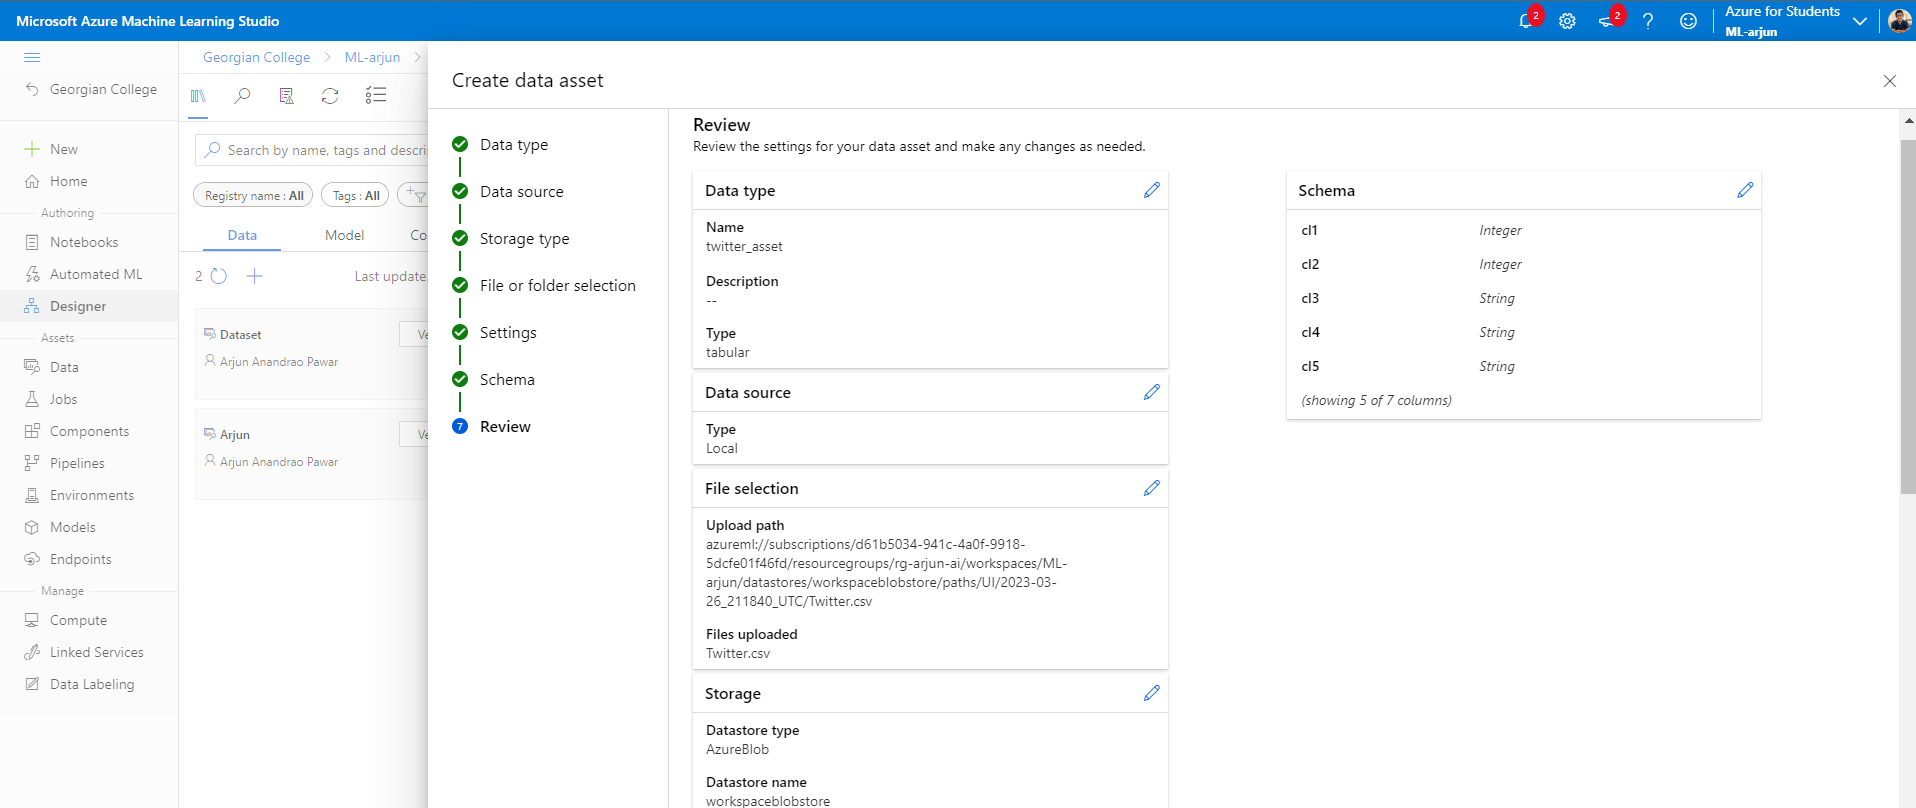 Microsoft Azure Machine Learning Studio
2
2
?
Azure for Students
ML-arjun
Georgian College > ML-arjun >
Georgian College
New
Home
Authoring
Notebooks
Automated ML
Designer
Assets
Data
Jobs
Components
Pipelines
Environments
Models
Endpoints
Manage
Compute
Linked Services
Data Labeling
Search by name, tags and descri
Registry name : All
Tags : All
Data
Model
Co
2
Last update
Dataset
Ve
Arjun Anandrao Pawar
Arjun
Ve
Arjun Anandrao Pawar
Create data asset
Data type
Data source
Storage type
File or folder selection
Settings
Schema
7
Review
Review
Review the settings for your data asset and make any changes as needed.
Data type
Name
twitter_asset
Description
--
Type
tabular
Data source
Type
Local
File selection
Upload path
azureml://subscriptions/d61b5034-941c-4a0f-9918-
5dcfe01f46fd/resourcegroups/rg-arjun-ai/workspaces/ML-
arjun/datastores/workspaceblobstore/paths/UI/2023-03-
26_211840_UTC/Twitter.csv
Files uploaded
Twitter.csv
Storage
Datastore type
AzureBlob
Datastore name
workspaceblobstore
Schema
cl1 Integer
cl2 Integer
cl3 String
cl4 String
cl5 String
(showing 5 of 7 columns)